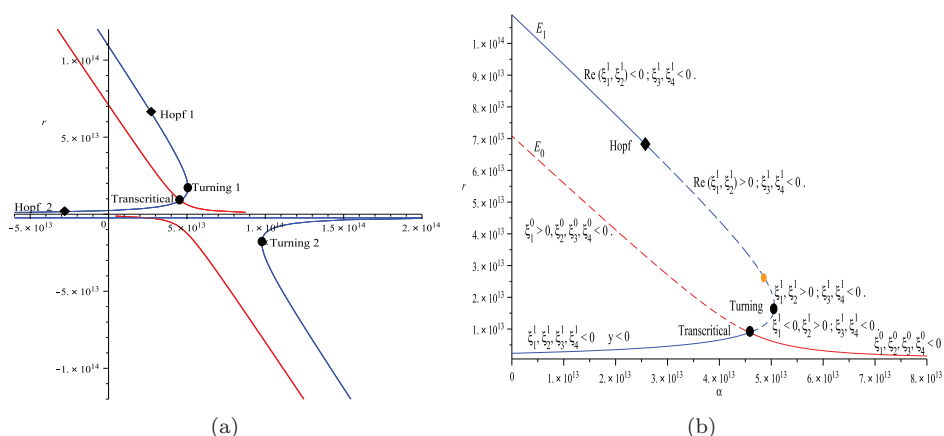 1. × 10¹⁴
r
Hopf 1
5. × 10¹³
Turning 1
Transcritical
Hopf_2
−5. × 10¹³
0
5. × 10¹³
1. × 10¹⁴
1.5 × 10¹⁴
2. × 10¹⁴
Turning 2
−5. × 10¹³
−1. × 10¹⁴
(a)
E₁
1. × 10¹⁴
Re (ξ₁¹, ξ₂¹) < 0 ; ξ₃¹, ξ₄¹ < 0 .
9. × 10¹³
7. × 10¹³
Hopf
E₀
6. × 10¹³
Re (ξ₁¹, ξ₂¹) > 0 ; ξ₃¹, ξ₄¹ < 0 .
r
5. × 10¹³
ξ₁⁰ > 0, ξ₂⁰, ξ₃⁰, ξ₄⁰ < 0 .
4. × 10¹³
3. × 10¹³
ξ₁¹, ξ₂¹ > 0 ; ξ₃¹, ξ₄¹ < 0 .
2. × 10¹³
Turning
ξ₁¹ < 0, ξ₂¹ > 0 ; ξ₃¹, ξ₄¹ < 0 .
1. × 10¹³
Transcritical
ξ₁¹, ξ₂¹, ξ₃¹, ξ₄¹ < 0 y < 0
ξ₁⁰, ξ₂⁰, ξ₃⁰, ξ₄⁰ < 0
0 1. × 10¹³ 2. × 10¹³ 3. × 10¹³ 4. × 10¹³ 5. × 10¹³ 6. × 10¹³ 7. × 10¹³ 8. × 10¹³
α
(b)